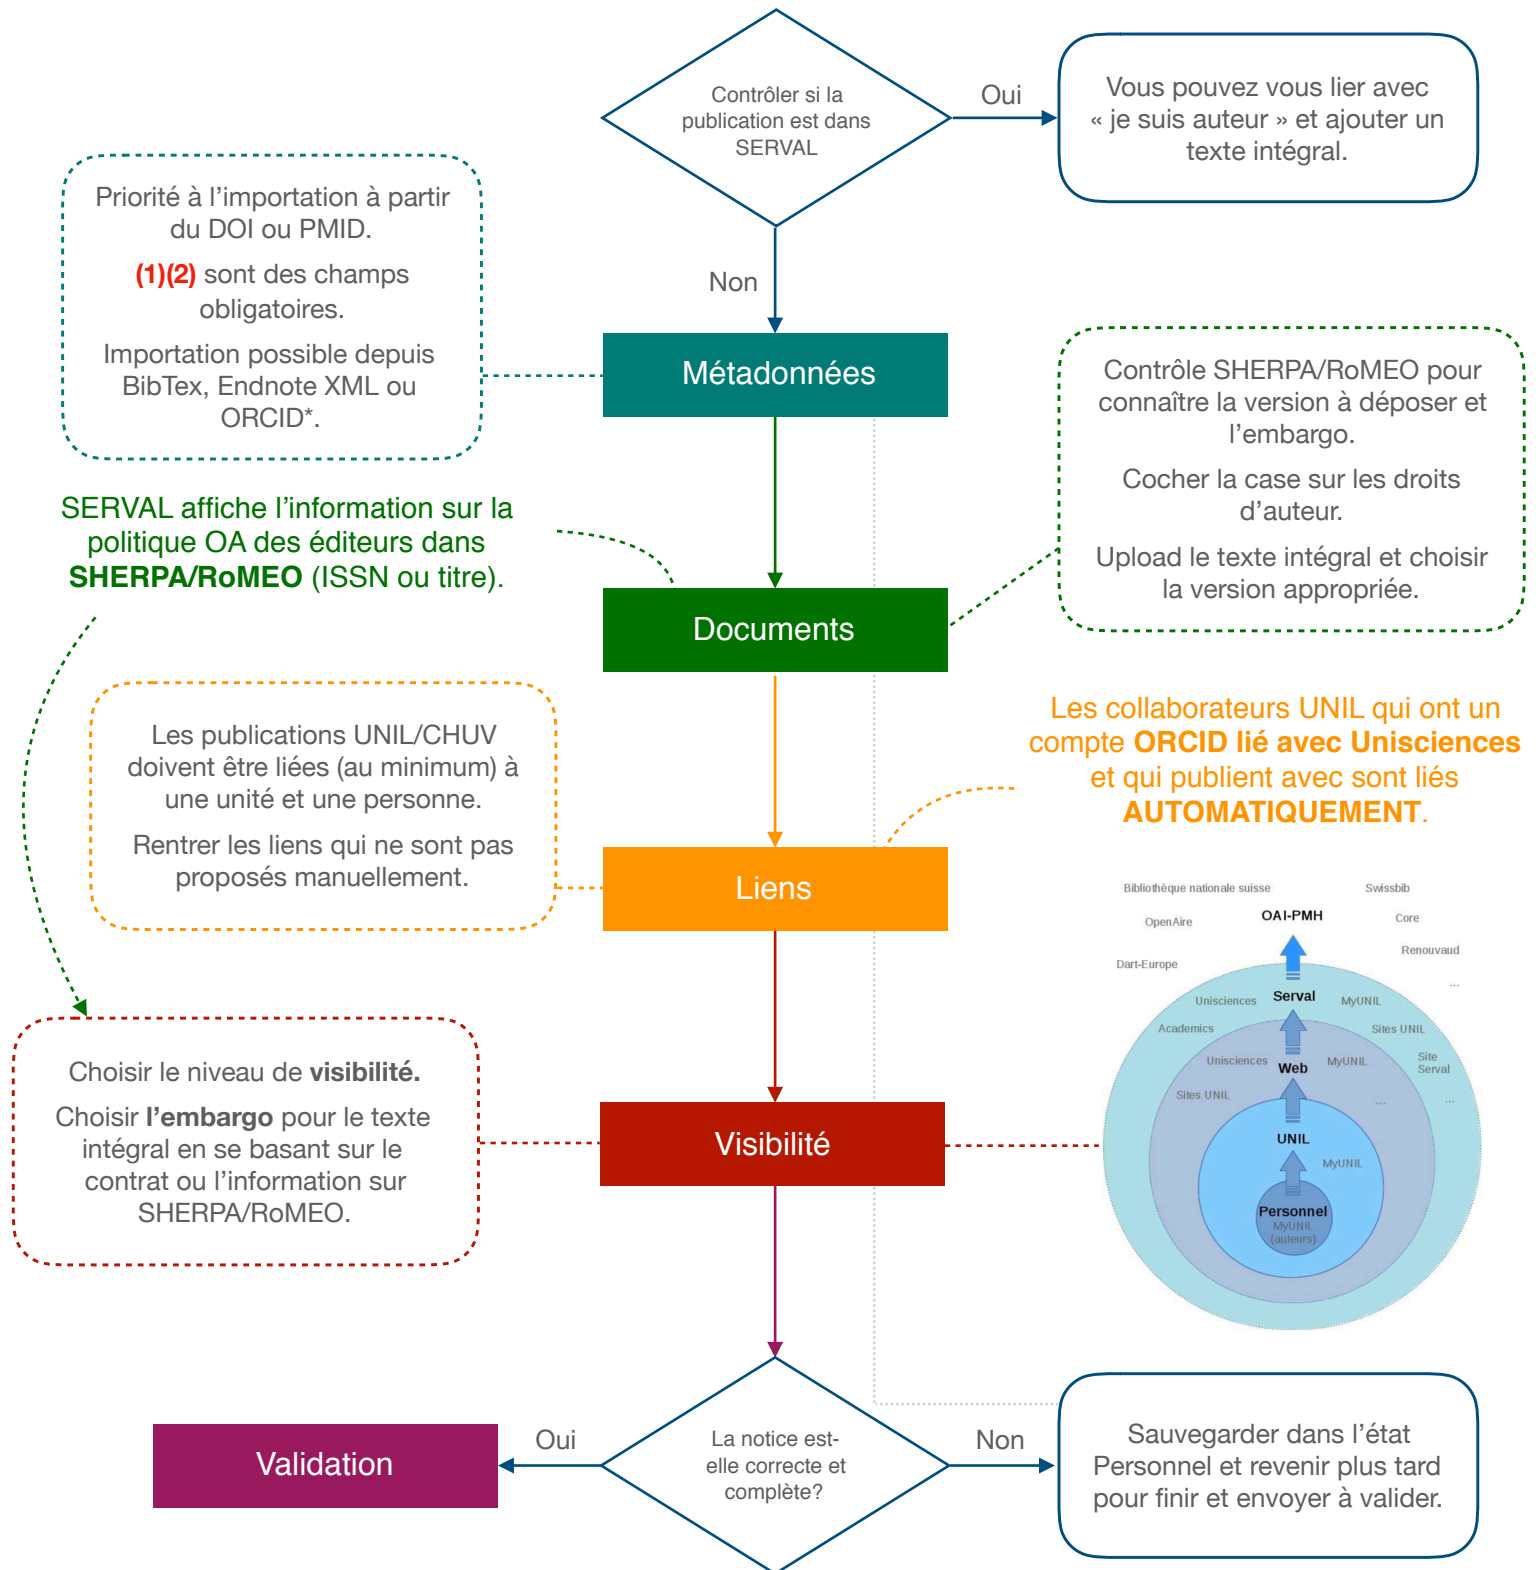 Contrôler si la
publication est dans
SERVAL
Oui
Vous pouvez vous lier avec
« je suis auteur » et ajouter un
texte intégral.
Non
Priorité à l'importation à partir
du DOI ou PMID.
(1)(2) sont des champs
obligatoires.
Importation possible depuis
BibTex, Endnote XML ou
ORCID*.
Métadonnées
Contrôle SHERPA/RoMEO pour
connaître la version à déposer et
l'embargo.
Cocher la case sur les droits
d'auteur.
Upload le texte intégral et choisir
la version appropriée.
SERVAL affiche l'information sur la
politique OA des éditeurs dans
SHERPA/RoMEO (ISSN ou titre).
Documents
Les publications UNIL/CHUV
doivent être liées (au minimum) à
une unité et une personne.
Rentrer les liens qui ne sont pas
proposés manuellement.
Les collaborateurs UNIL qui ont un
compte ORCID lié avec Unisciences
et qui publient avec sont liés
AUTOMATIQUEMENT.
Liens
Bibliothèque nationale suisse
Swissbib
OpenAire
OAI-PMH
Core
Dart-Europe
Renouvaud
...
Unisciences
Serval
MyUNIL
Academics
Sites UNIL
Unisciences
Web
MyUNIL
Site
Serval
Sites UNIL
...
...
UNIL
MyUNIL
Personnel
MyUNIL
(auteurs)
Choisir le niveau de visibilité.
Choisir l'embargo pour le texte
intégral en se basant sur le
contrat ou l'information sur
SHERPA/RoMEO.
Visibilité
La notice est-
elle correcte et
complète?
Oui
Validation
Non
Sauvegarder dans l'état
Personnel et revenir plus tard
pour finir et envoyer à valider.